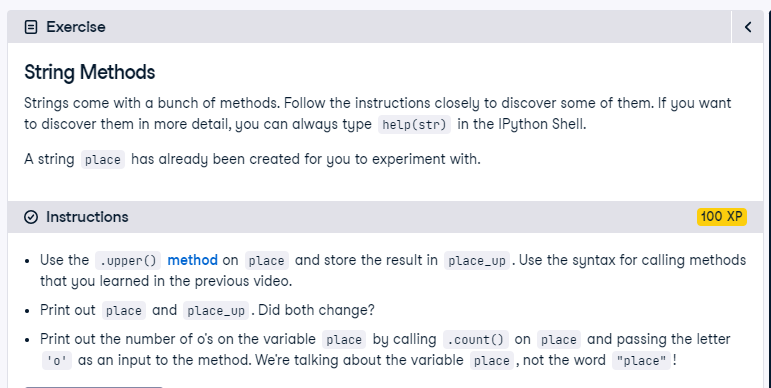 Exercise
String Methods
Strings come with a bunch of methods. Follow the instructions closely to discover some of them. If you want
to discover them in more detail, you can always type help(str) in the IPython Shell.
A string place has already been created for you to experiment with.
Instructions
100 XP
• Use the .upper() method on place and store the result in place_up. Use the syntax for calling methods
that you learned in the previous video.
• Print out place and place_up. Did both change?
• Print out the number of o's on the variable place by calling .count() on place and passing the letter
'o' as an input to the method. We're talking about the variable place, not the word "place"!